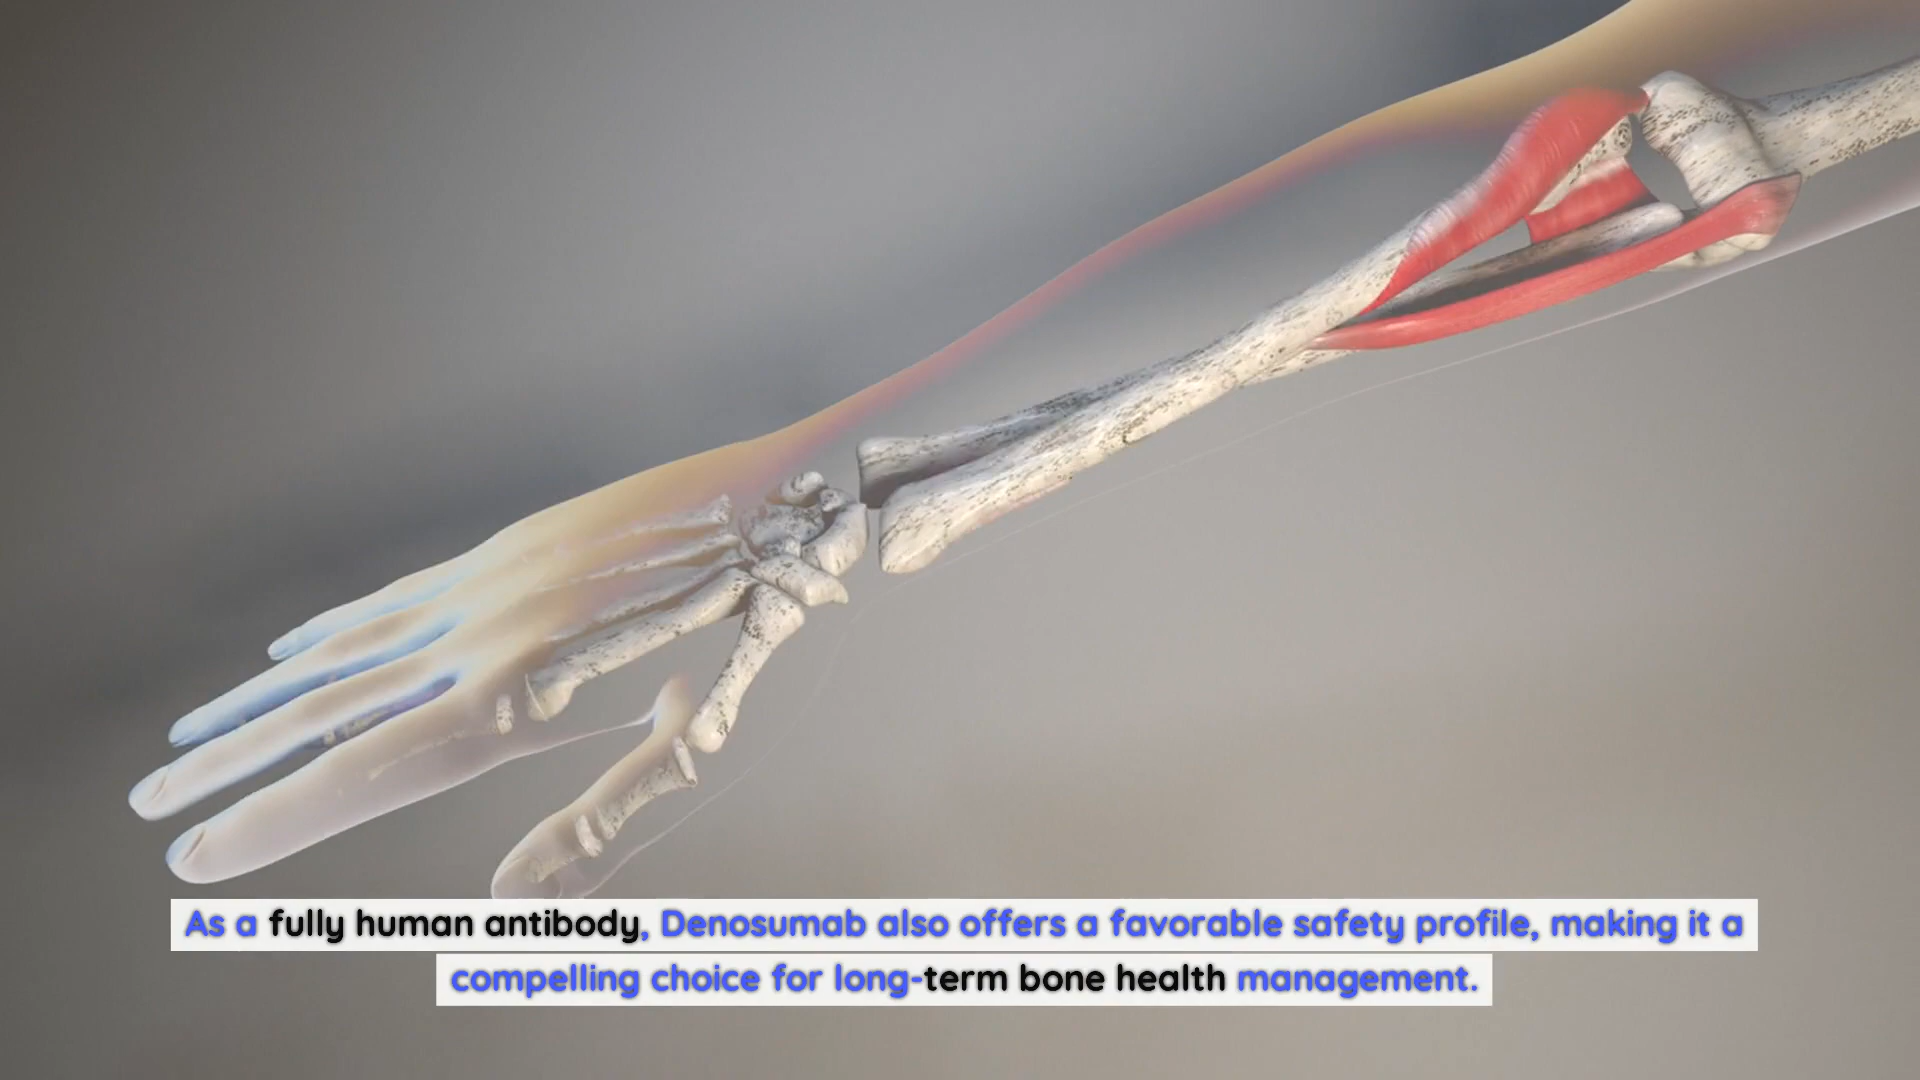 As a fully human antibody, Denosumab also offers a favorable safety profile, making it a
compelling choice for long-term bone health management.